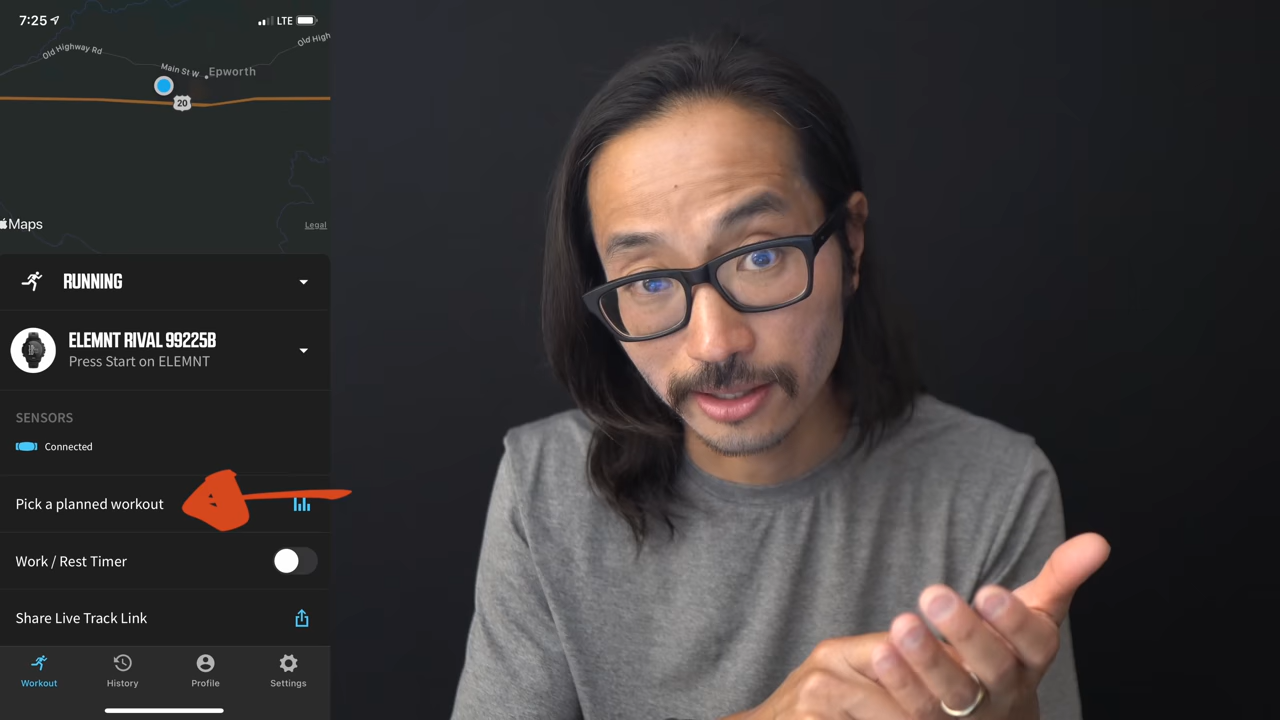 7:25
LTE
Old Highway Rd
Old High
Main St W
Epworth
20
Maps
Legal
RUNNING
ELEMNT RIVAL 99225B
Press Start on ELEMNT
SENSORS
Connected
Pick a planned workout
Work / Rest Timer
Share Live Track Link
Workout
History
Profile
Settings